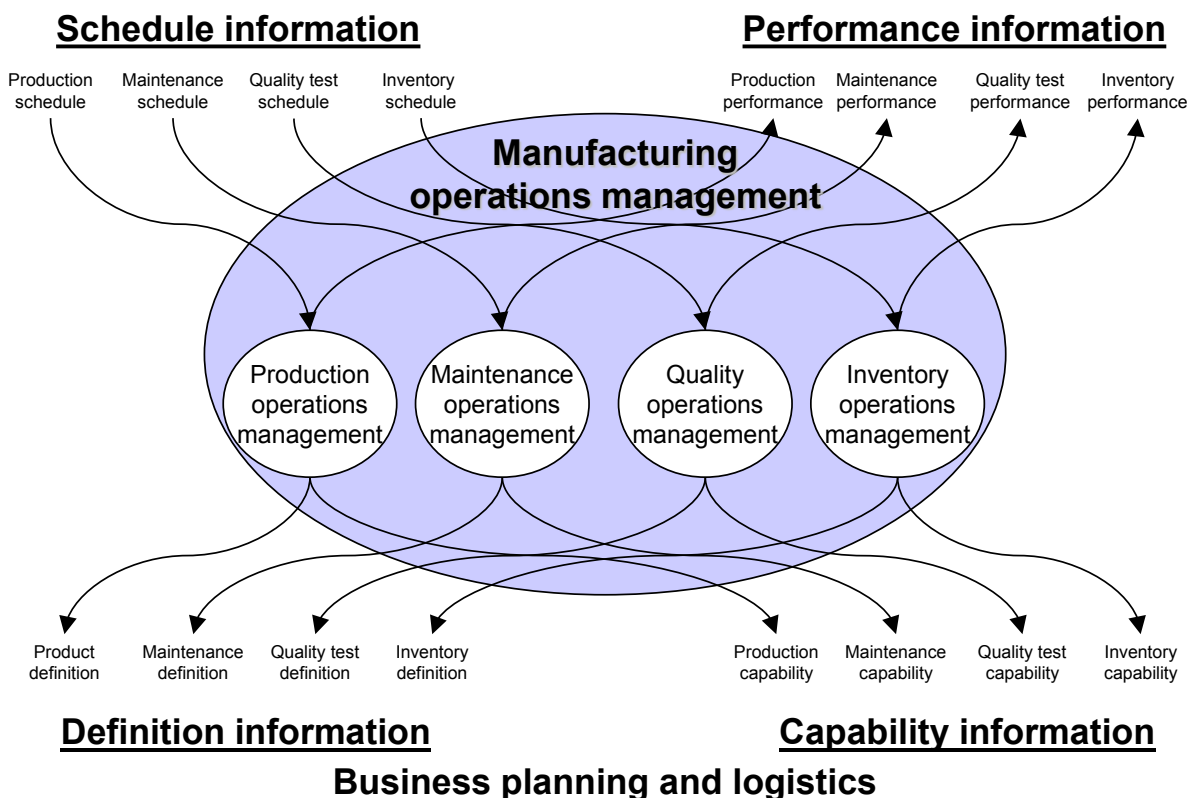 Schedule information
Performance information
Production
schedule
Maintenance
schedule
Quality test
schedule
Inventory
schedule
Production
performance
Maintenance
performance
Quality test
performance
Inventory
performance
Manufacturing
operations management
Production
operations
management
Maintenance
operations
management
Quality
operations
management
Inventory
operations
management
Product
definition
Maintenance
definition
Quality test
definition
Inventory
definition
Production
capability
Maintenance
capability
Quality test
capability
Inventory
capability
Definition information
Capability information
Business planning and logistics